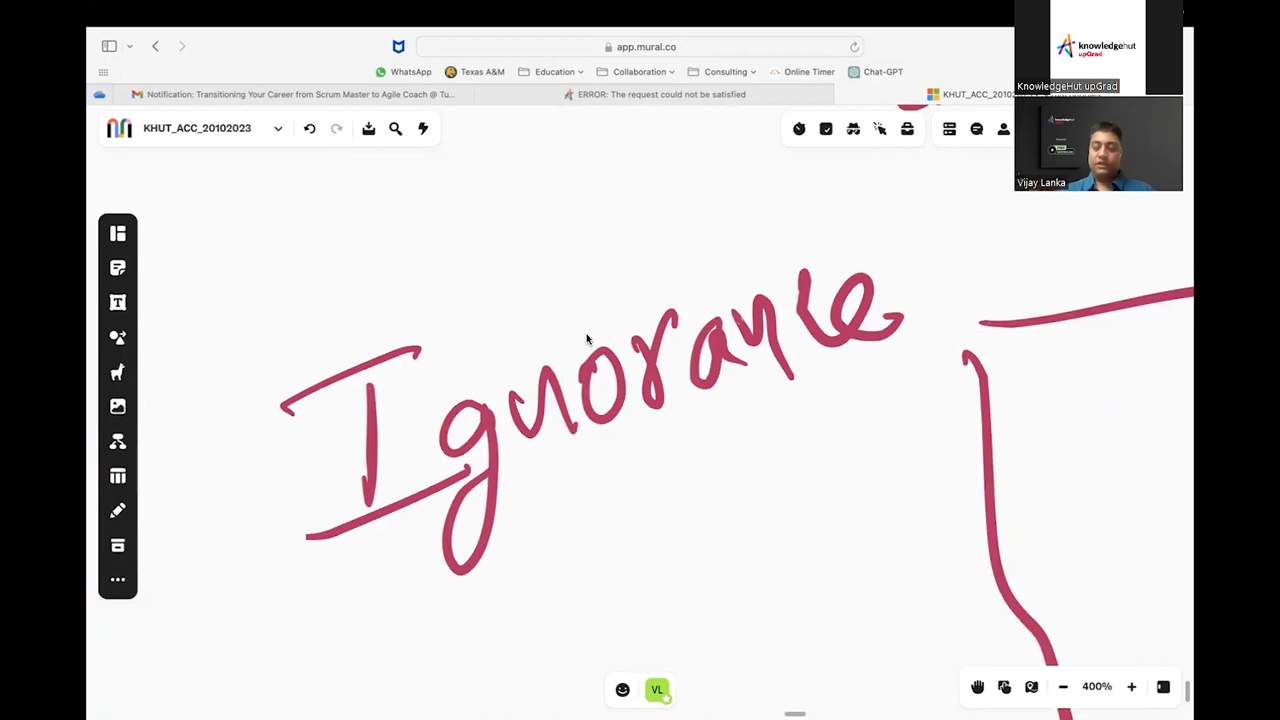 knowledgehut
upGrad
KnowledgeHut upGrad
Vijay Lanka
app.mural.co
WhatsApp Texas A&M Education Collaboration Consulting Online Timer Chat-GPT
Notification: Transitioning Your Career from Scrum Master to Agile Coach @ Tu... ERROR: The request could not be satisfied KHUT_ACC_2010
KHUT_ACC_20102023
Ignorance
VL
400%